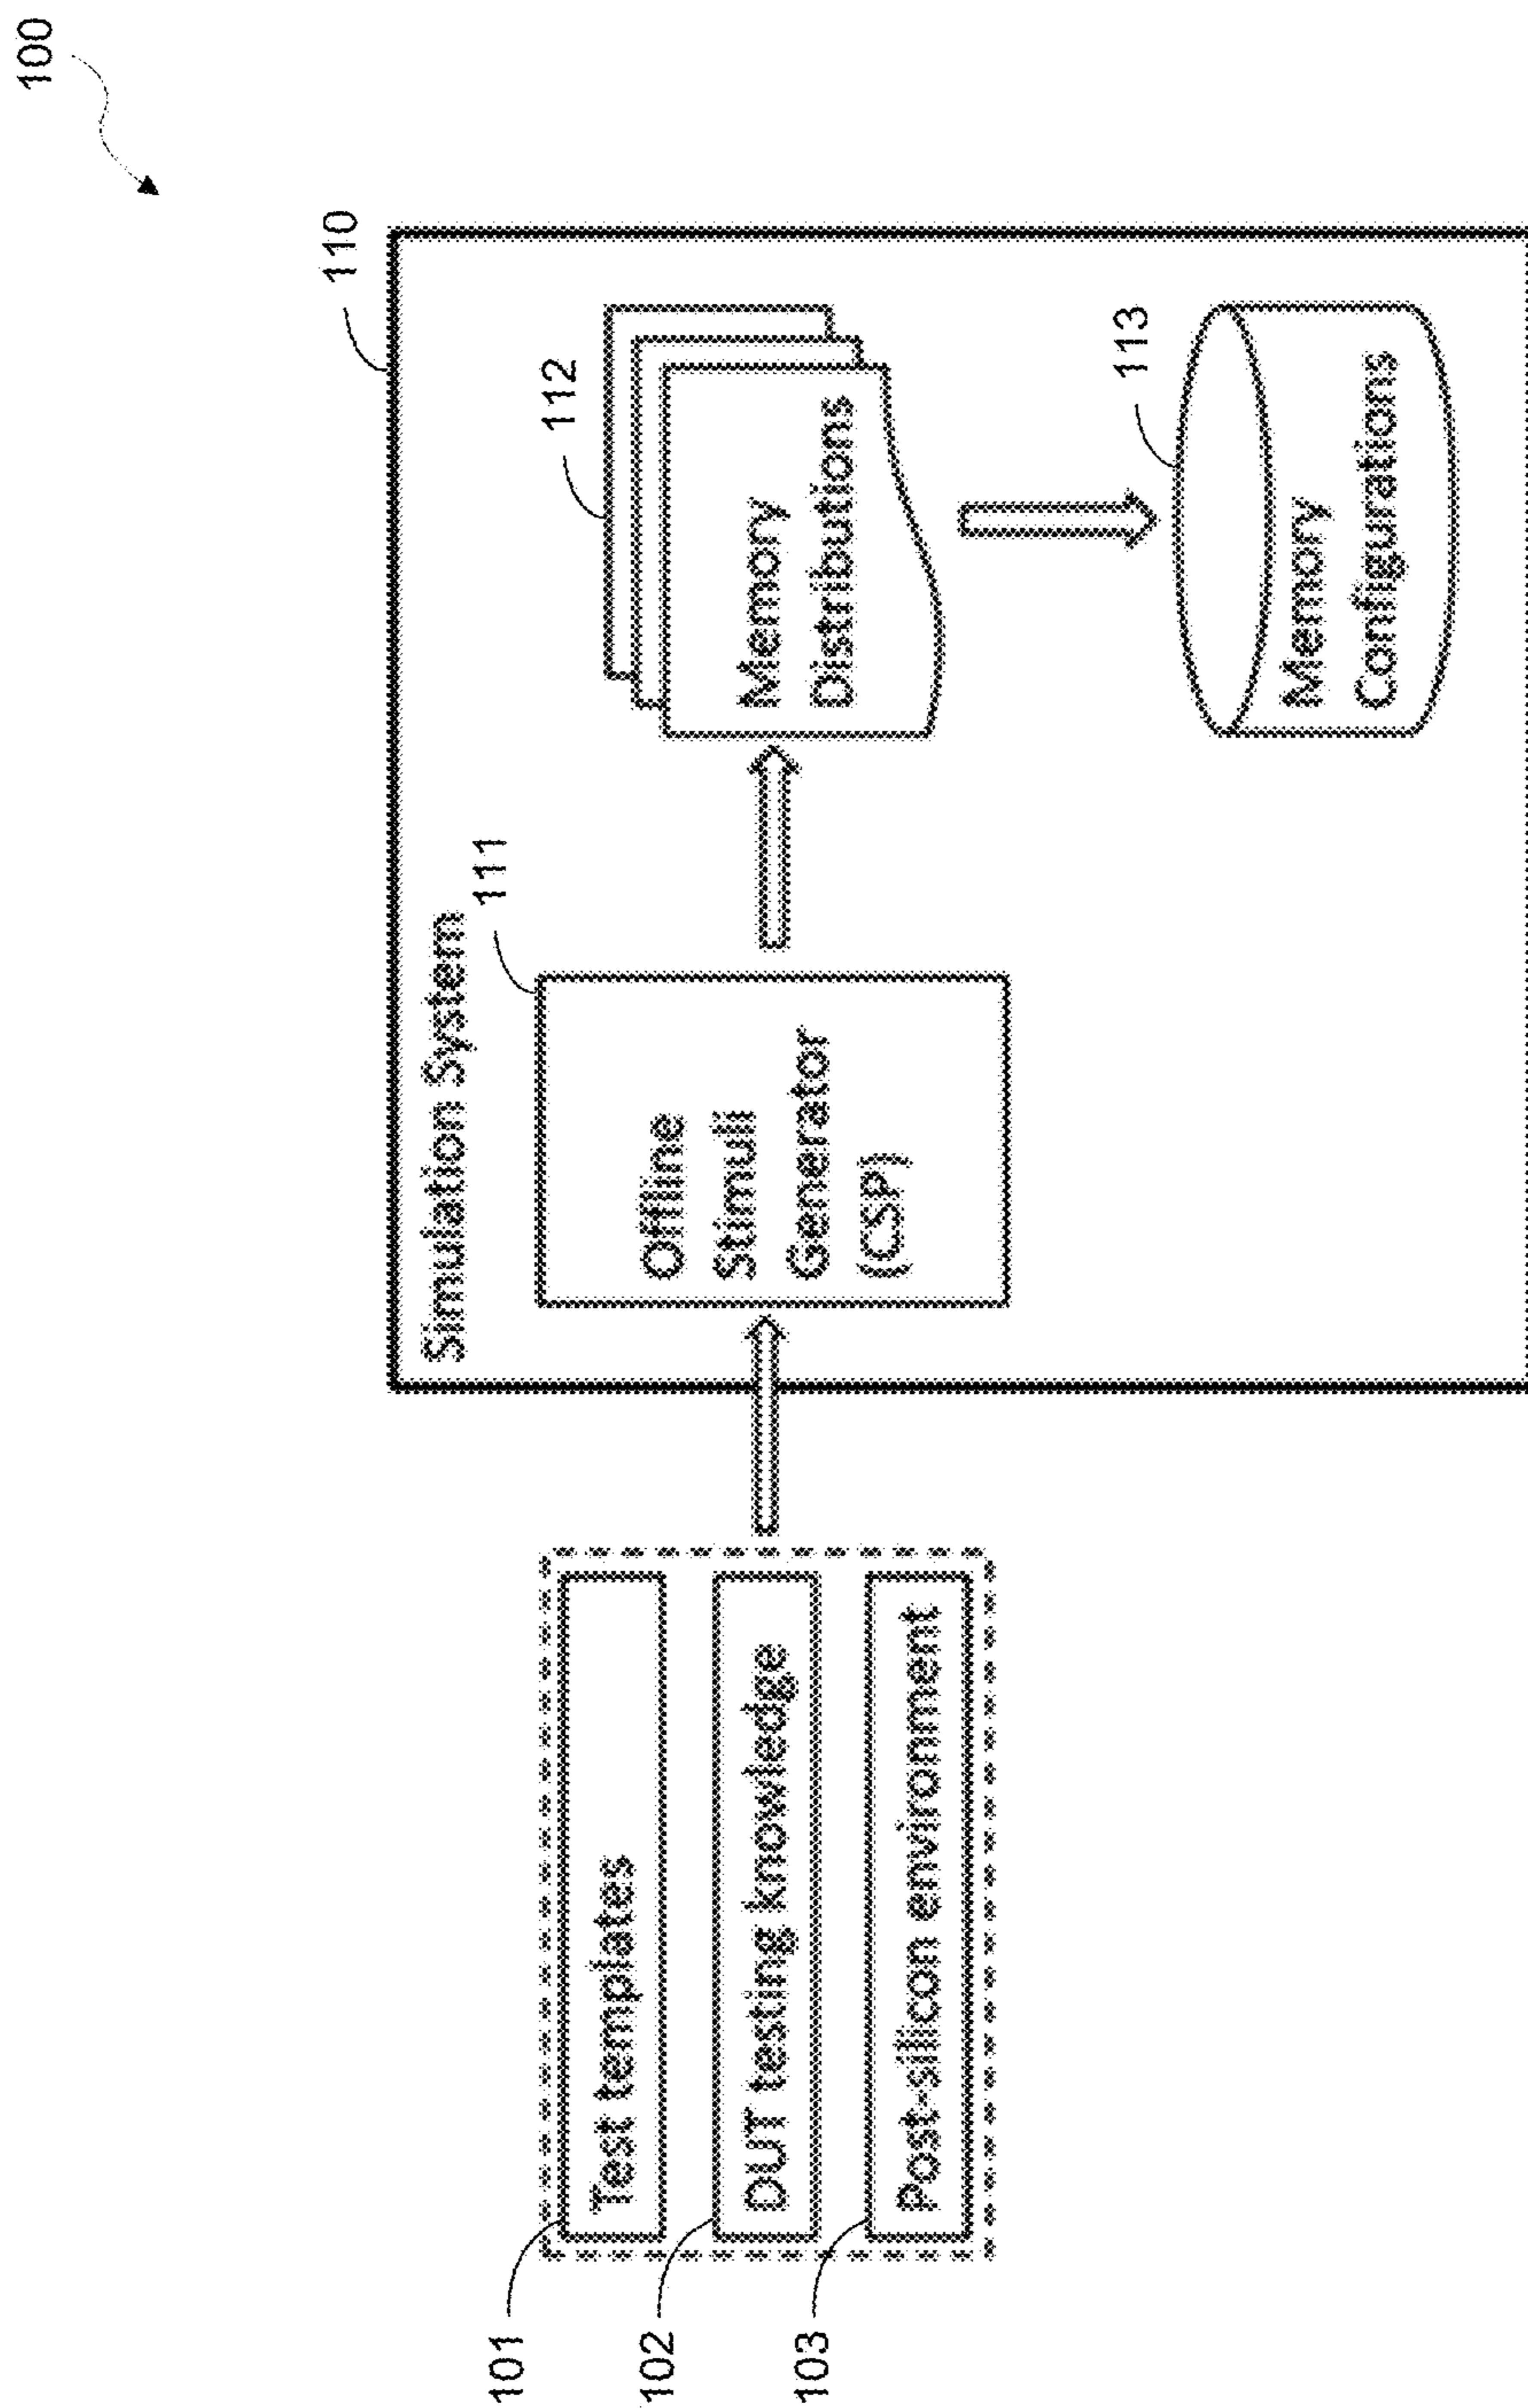 100
110
Simulation System
111
112
Offline
Stimuli
Generator
(CSP)
Memory
Distributions
113
Memory
Configurations
101
Test templates
102
DUT testing knowledge
103
Post-silicon environment